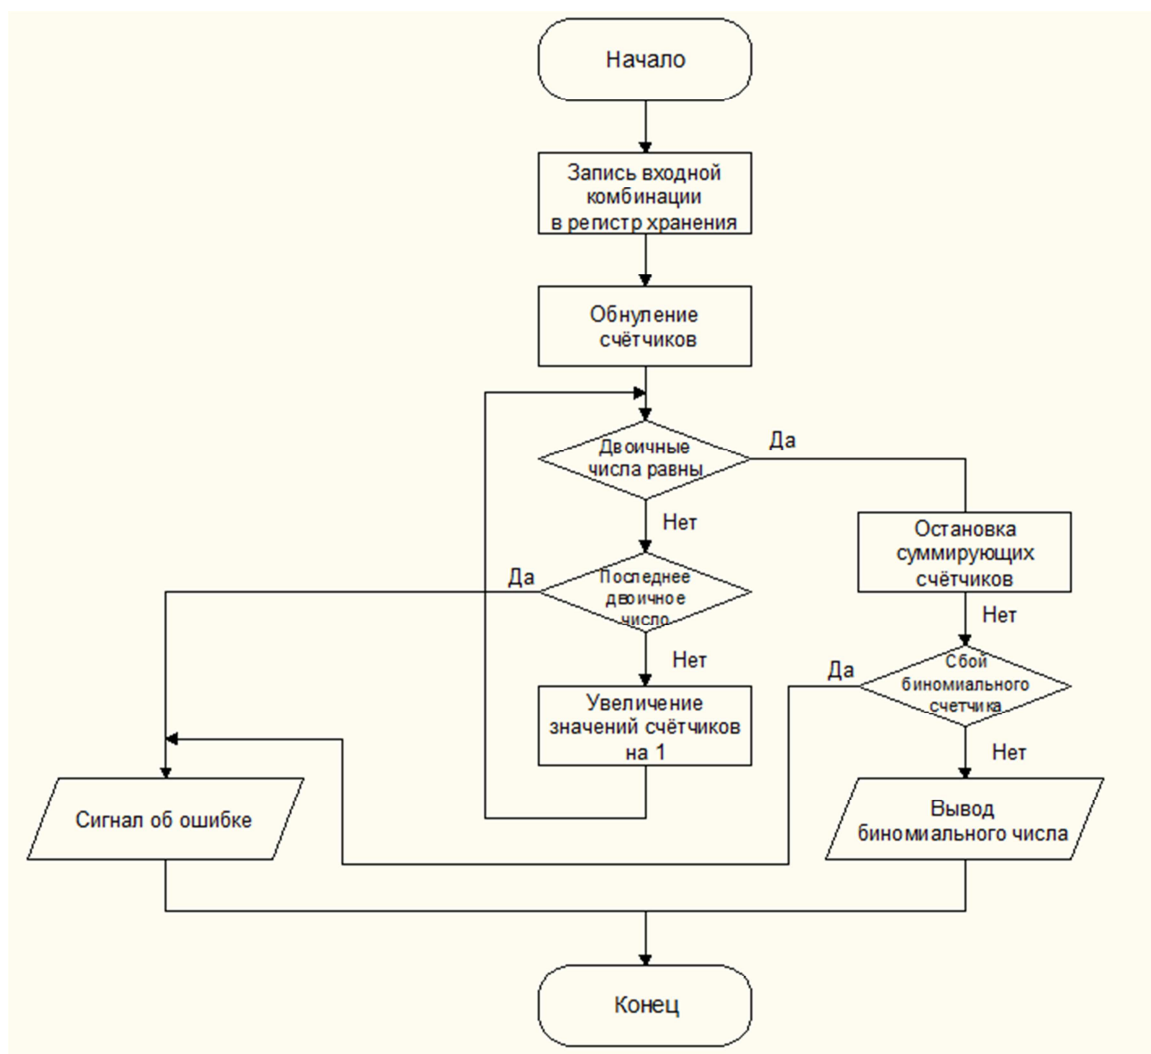 Начало
Запись входной
комбинации
в регистр хранения
Обнуление
счётчиков
Двоичные
числа равны
Да
Нет
Остановка
суммирующих
счётчиков
Да
Последнее
двоичное
число
Нет
Нет
Сбой
биномиального
счетчика
Да
Нет
Увеличение
значений счётчиков
на 1
Сигнал об ошибке
Вывод
биномиального числа
Конец